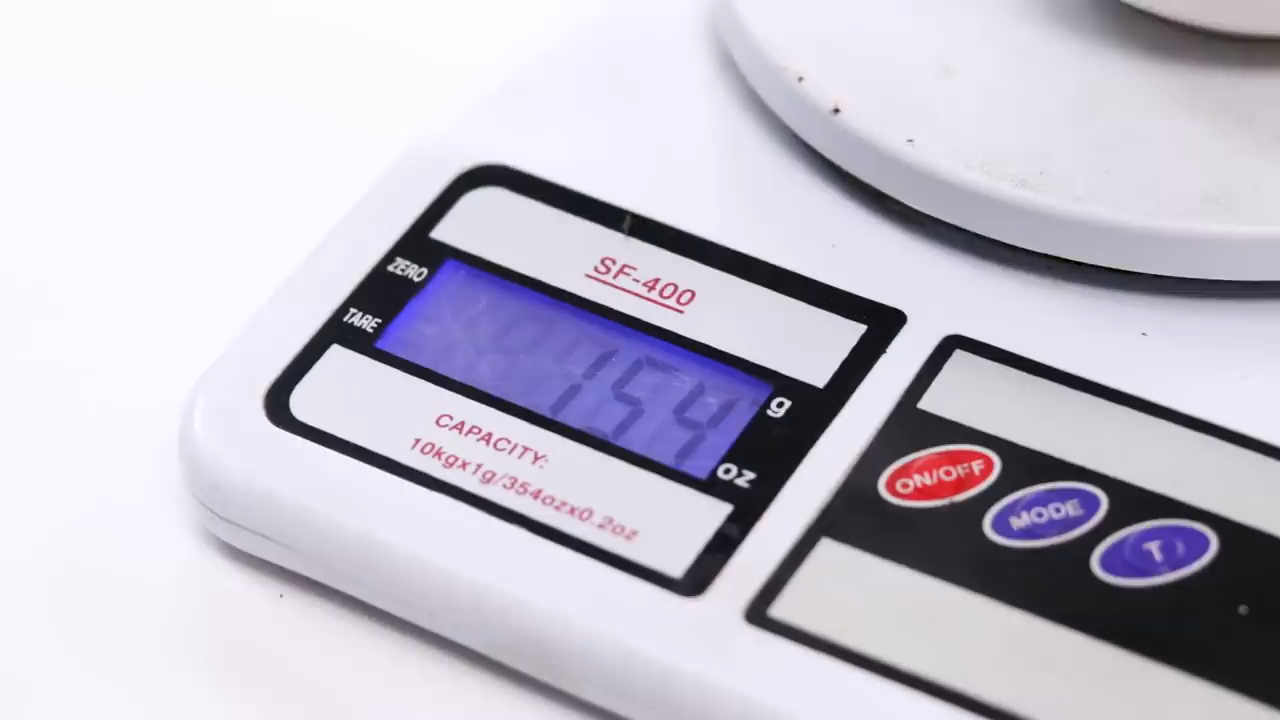 SF-400
ZERO
TARE
154
g
oz
CAPACITY:
10kgx1g/354ozx0.2oz
ON/OFF
MODE
T